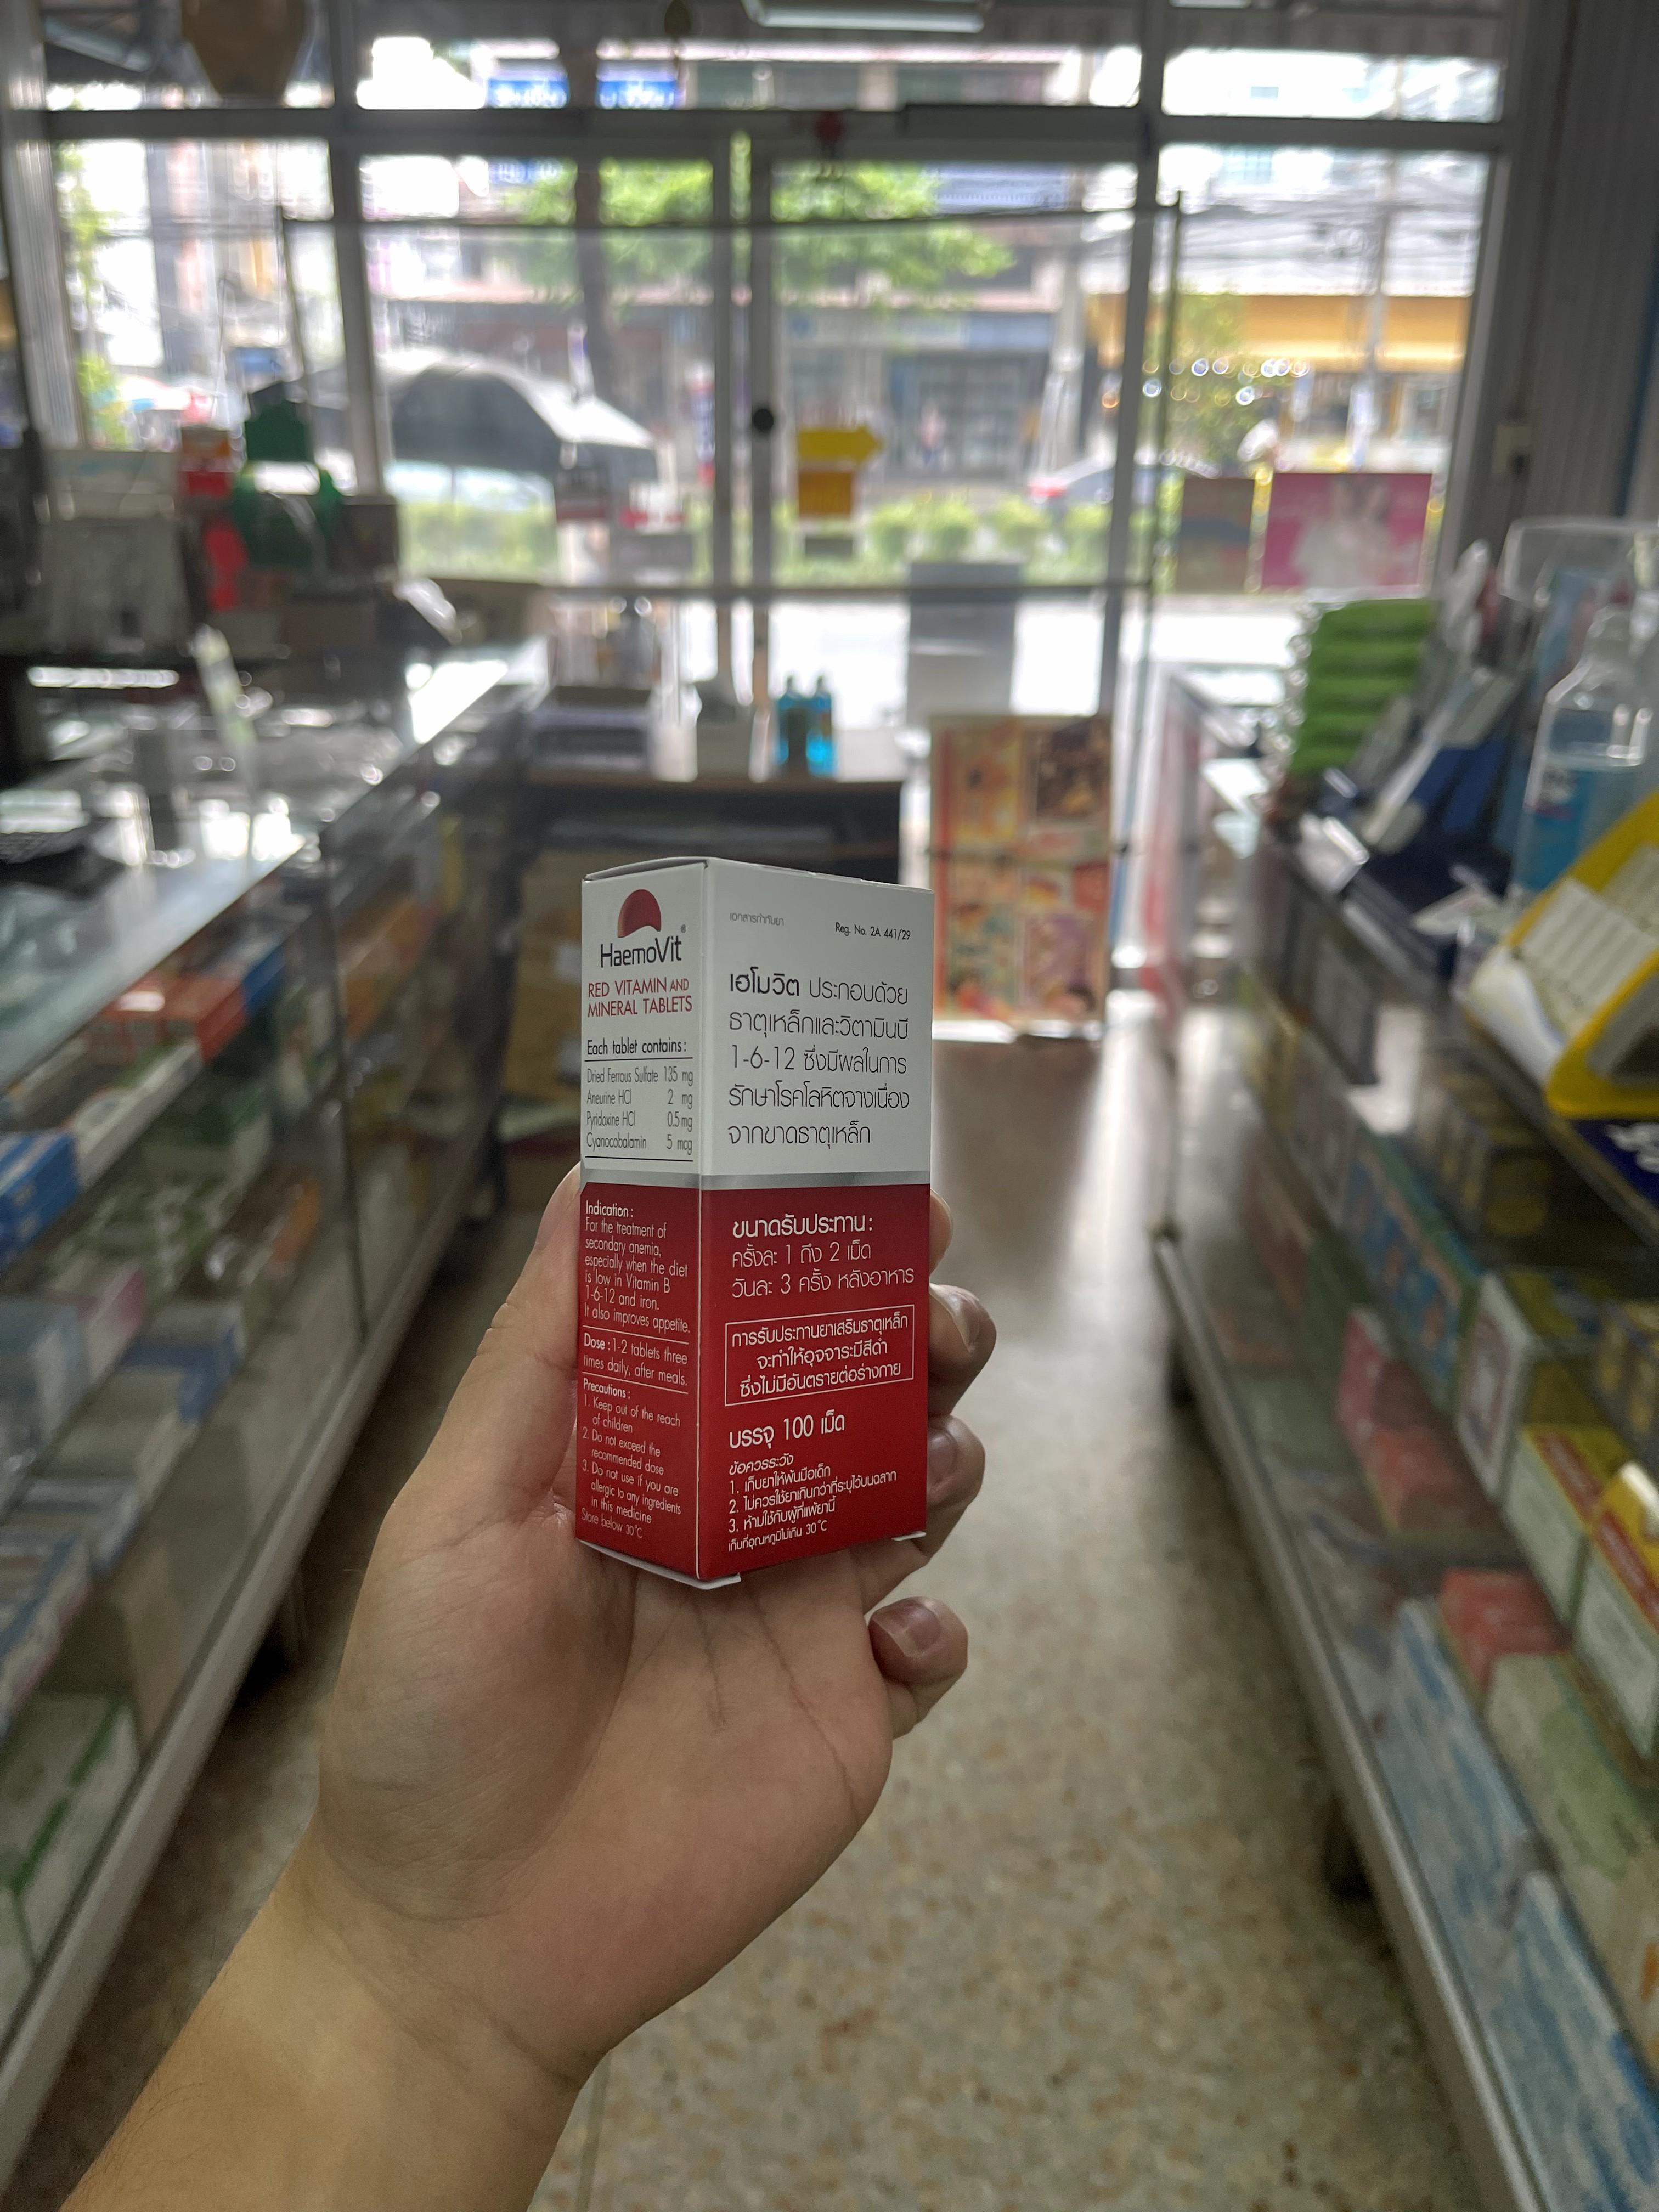 HaemoVit®
RED VITAMIN AND
MINERAL TABLETS
Each tablet contains:
Dried Ferrous Sulfate 135 mg
Aneurine HCl 2 mg
Pyridoxine HCl 0.5 mg
Cyanocobalamin 5 mcg
Indication:
For the treatment of
secondary anemia,
especially when the diet
is low in Vitamin B
1-6-12 and iron.
It also improves appetite.
Dose: 1-2 tablets three
times daily, after meals.
Precautions:
1. Keep out of the reach
of children
2. Do not exceed the
recommended dose
3. Do not use if you are
allergic to any ingredients
in this medicine
Store below 30°C
เอกสารกำกับยา
Reg. No. 2A 441/29
เฮโมวิต ประกอบด้วย
ธาตุเหล็กและวิตามินบี
1-6-12 ซึ่งมีผลในการ
รักษาโรคโลหิตจางเนื่อง
จากขาดธาตุเหล็ก
ขนาดรับประทาน:
ครั้งละ 1 ถึง 2 เม็ด
วันละ 3 ครั้ง หลังอาหาร
การรับประทานยาเสริมธาตุเหล็ก
จะทำให้อุจจาระมีสีดำ
ซึ่งไม่มีอันตรายต่อร่างกาย
บรรจุ 100 เม็ด
ข้อควรระวัง
1. เก็บยาให้พ้นมือเด็ก
2. ไม่ควรใช้ยาเกินกว่าที่ระบุไว้บนฉลาก
3. ห้ามใช้กับผู้ที่แพ้ยานี้
เก็บที่อุณหภูมิไม่เกิน 30°C